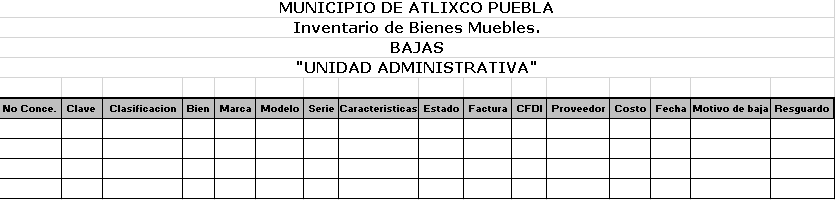 MUNICIPIO DE ATLIXCO PUEBLA
Inventario de Bienes Muebles.
BAJAS
"UNIDAD ADMINISTRATIVA"
No Conce. Clave Clasificacion Bien Marca Modelo Serie Caracteristicas Estado Factura CFDI Proveedor Costo Fecha Motivo de baja Resguardo